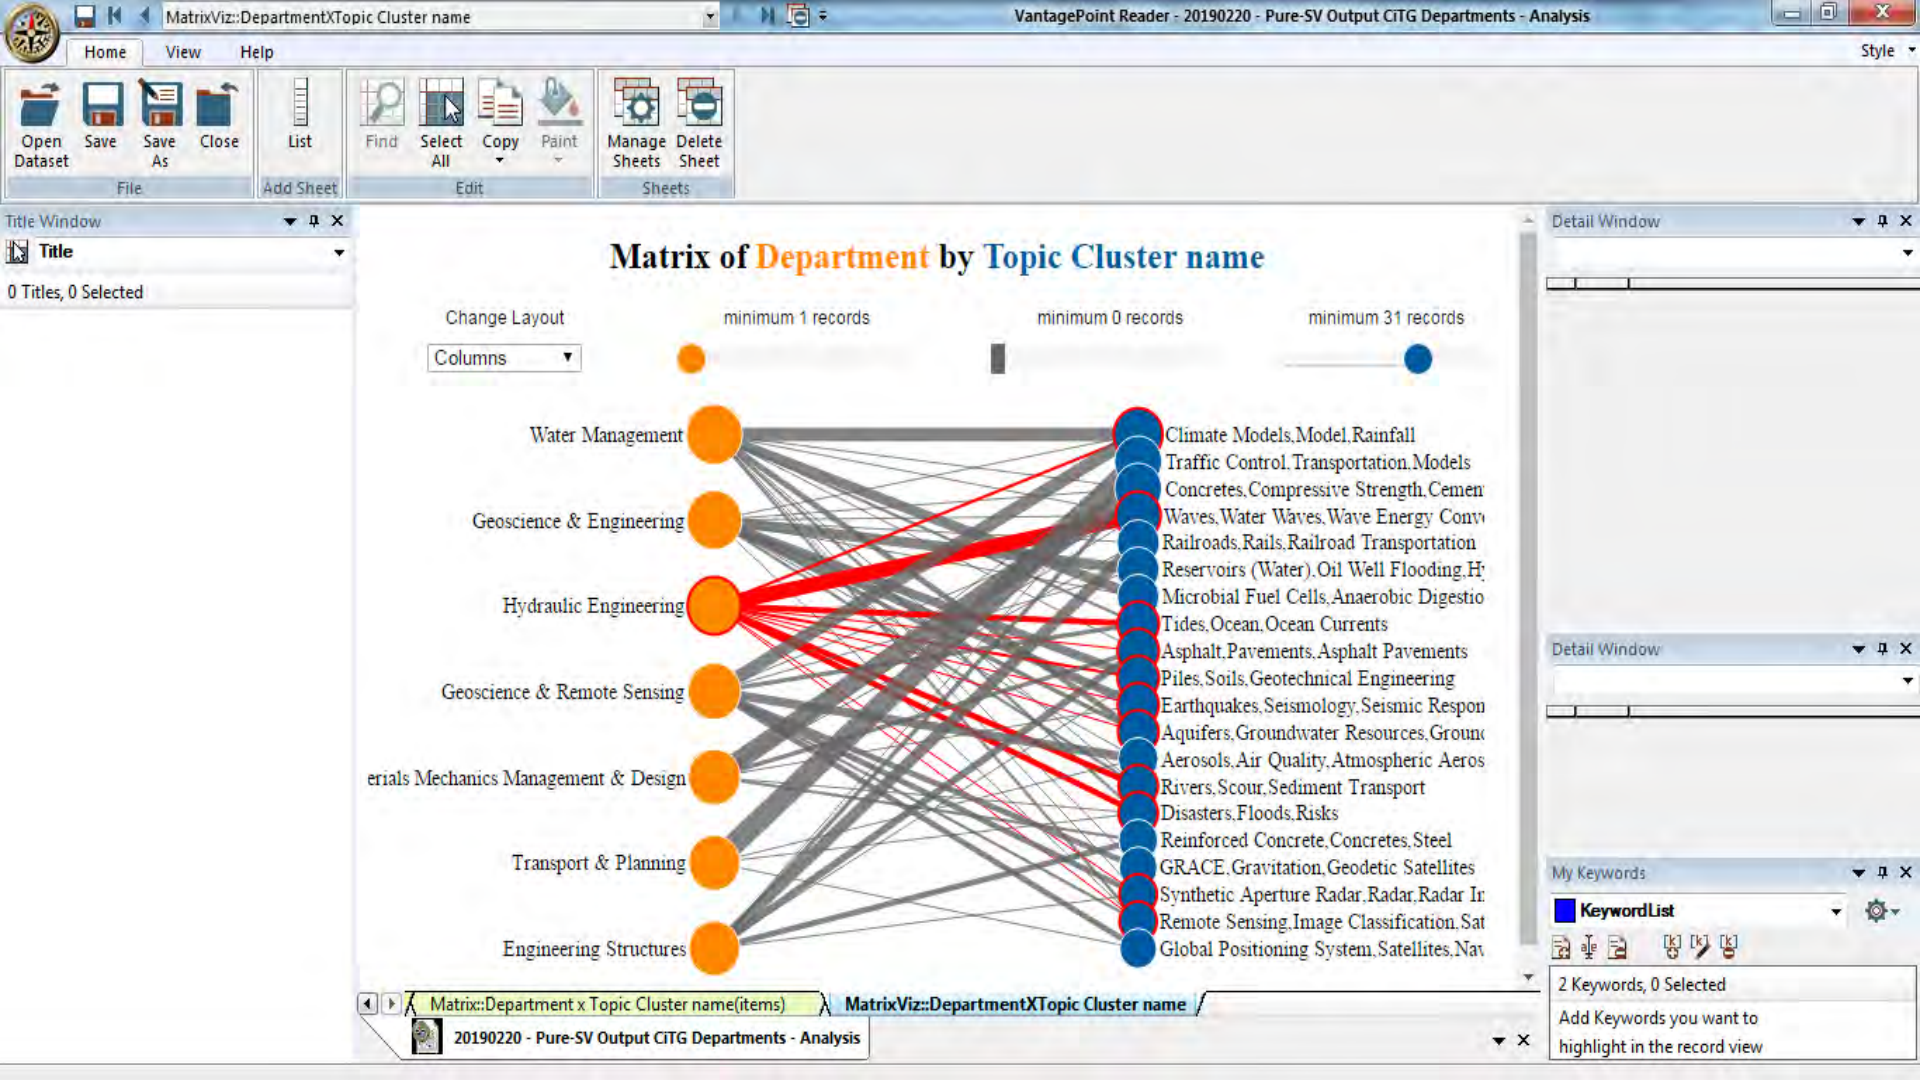 MatrixViz::DepartmentXTopic Cluster name
VantagePoint Reader - 20190220 - Pure-SV Output CiTG Departments - Analysis
Home View Help
Style
Open Dataset
Save
Save As
Close
List
Find
Select All
Copy
Paint
Manage Sheets
Delete Sheet
File
Add Sheet
Edit
Sheets
Title Window
Title
0 Titles, 0 Selected
Matrix of Department by Topic Cluster name
Change Layout
Columns
minimum 1 records
minimum 0 records
minimum 31 records
Water Management
Geoscience & Engineering
Hydraulic Engineering
Geoscience & Remote Sensing
erials Mechanics Management & Design
Transport & Planning
Engineering Structures
Climate Models,Model,Rainfall
Traffic Control,Transportation,Models
Concretes,Compressive Strength,Cemen
Waves,Water Waves,Wave Energy Conv
Railroads,Rails,Railroad Transportation
Reservoirs (Water),Oil Well Flooding,Hy
Microbial Fuel Cells,Anaerobic Digestio
Tides,Ocean,Ocean Currents
Asphalt,Pavements,Asphalt Pavements
Piles,Soils,Geotechnical Engineering
Earthquakes,Seismology,Seismic Respon
Aquifers,Groundwater Resources,Ground
Aerosols,Air Quality,Atmospheric Aeros
Rivers,Scour,Sediment Transport
Disasters,Floods,Risks
Reinforced Concrete,Concretes,Steel
GRACE,Gravitation,Geodetic Satellites
Synthetic Aperture Radar,Radar,Radar In
Remote Sensing,Image Classification,Sat
Global Positioning System,Satellites,Nav
Matrix::Department x Topic Cluster name(items)
MatrixViz::DepartmentXTopic Cluster name
20190220 - Pure-SV Output CiTG Departments - Analysis
Detail Window
Detail Window
My Keywords
KeywordList
2 Keywords, 0 Selected
Add Keywords you want to
highlight in the record view